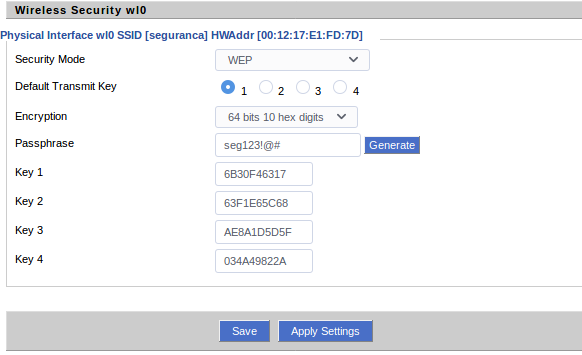 Wireless Security wl0
Physical Interface wl0 SSID [seguranca] HWAddr [00:12:17:E1:FD:7D]
Security Mode WEP
Default Transmit Key 1 2 3 4
Encryption 64 bits 10 hex digits
Passphrase seg123!@# Generate
Key 1 6B30F46317
Key 2 63F1E65C68
Key 3 AE8A1D5D5F
Key 4 034A49822A
Save Apply Settings